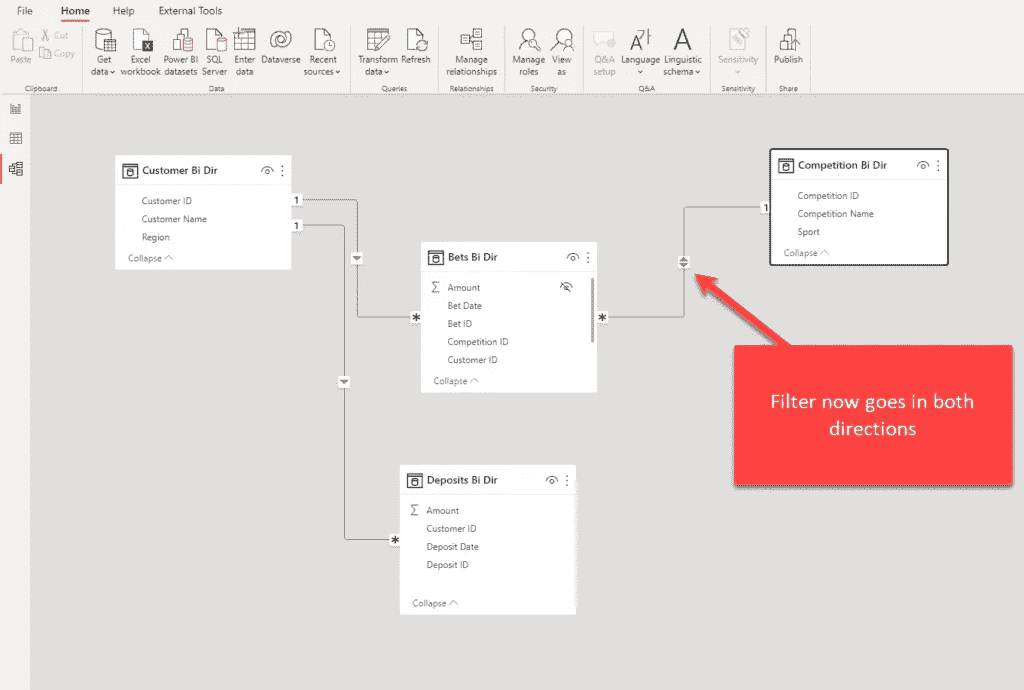 File Home Help External Tools
Paste
Cut
Copy
Clipboard
Get data
Excel workbook
Power BI datasets
SQL Server
Enter data
Dataverse
Recent sources
Data
Transform data
Refresh
Queries
Manage relationships
Relationships
Manage roles
View as
Security
Q&A setup
Language
Linguistic schema
Q&A
Sensitivity
Sensitivity
Publish
Share
Customer Bi Dir
Customer ID
Customer Name
Region
Collapse
1
1
Bets Bi Dir
Σ Amount
Bet Date
Bet ID
Competition ID
Customer ID
Collapse
*
*
Competition Bi Dir
Competition ID
Competition Name
Sport
Collapse
1
Filter now goes in both
directions
Deposits Bi Dir
Σ Amount
Customer ID
Deposit Date
Deposit ID
Collapse
*